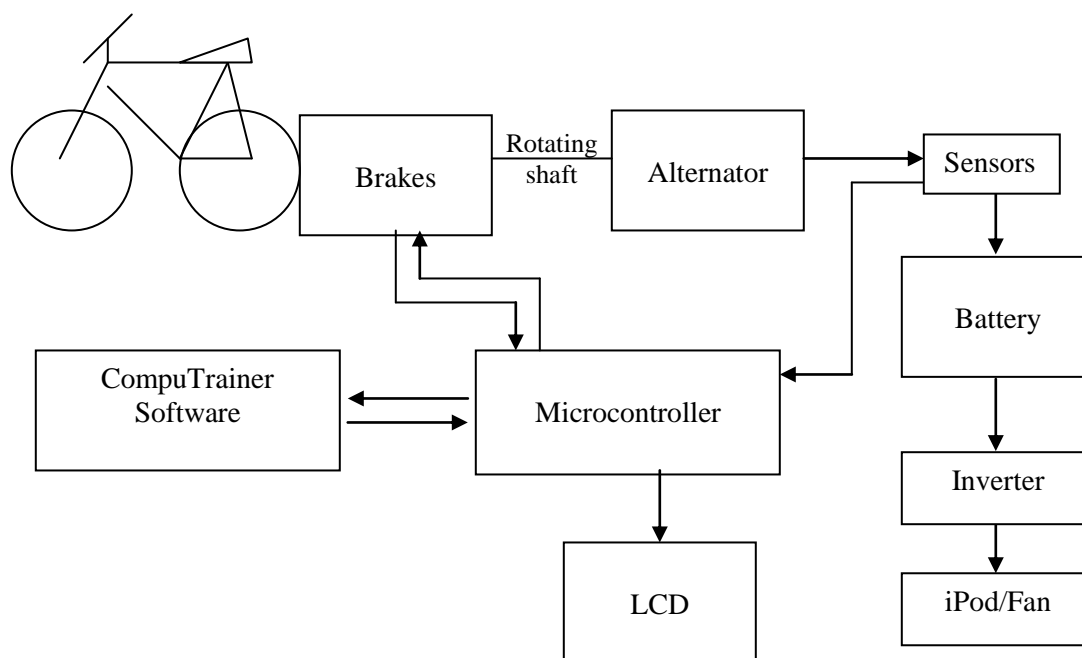 Rotating
shaft
Brakes
Alternator
Sensors
Battery
CompuTrainer
Software
Microcontroller
Inverter
LCD
iPod/Fan